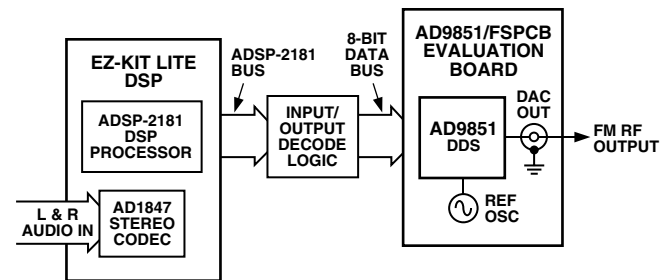 EZ-KIT LITE
DSP
ADSP-2181
DSP
PROCESSOR
L & R
AUDIO IN
AD1847
STEREO
CODEC
ADSP-2181
BUS
INPUT/
OUTPUT
DECODE
LOGIC
8-BIT
DATA
BUS
AD9851/FSPCB
EVALUATION
BOARD
AD9851
DDS
DAC
OUT
REF
OSC
FM RF
OUTPUT